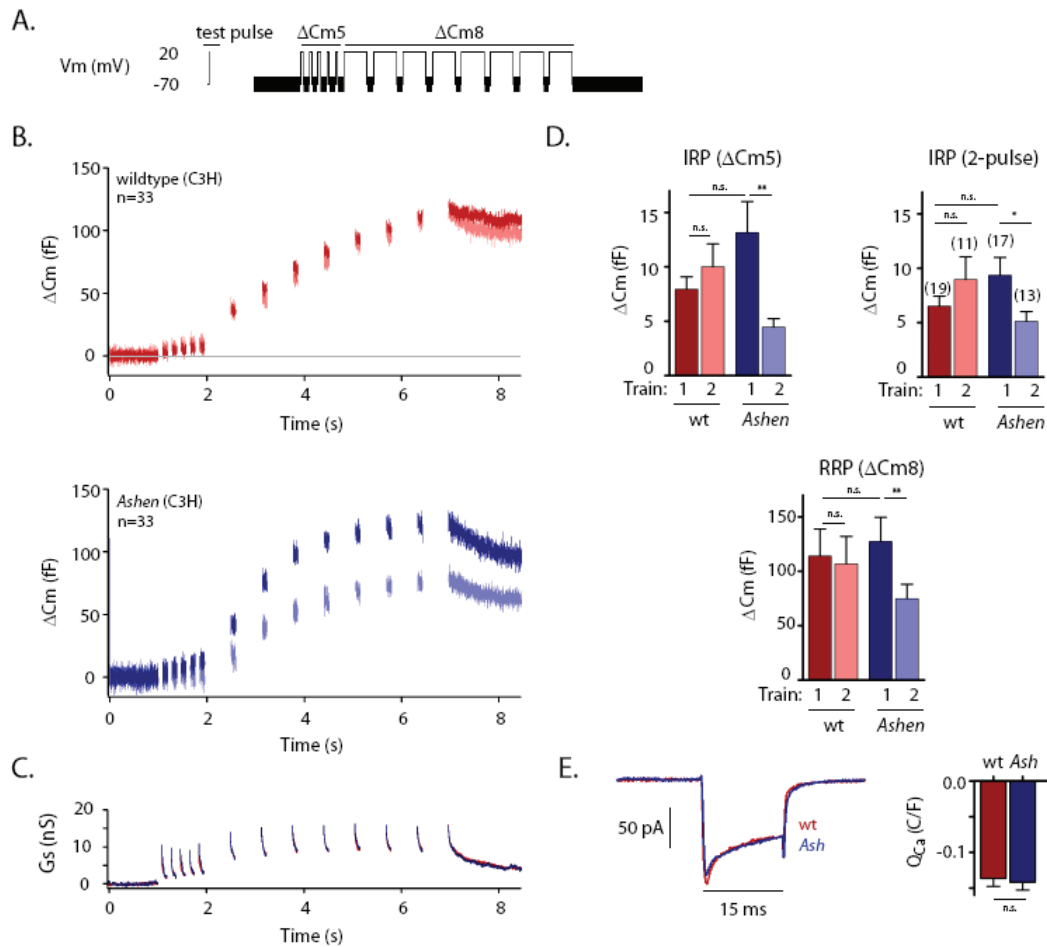 A.
test pulse ΔCm5 ΔCm8
Vm (mV)
20
-70
B.
wildtype (C3H)
n=33
ΔCm (fF)
150
100
50
0
0 2 4 6 8
Time (s)
Ashen (C3H)
n=33
ΔCm (fF)
150
100
50
0
0 2 4 6 8
Time (s)
C.
Gs (nS)
20
10
0
0 2 4 6 8
Time (s)
D.
IRP (ΔCm5)
n.s. **
n.s.
ΔCm (fF)
15
10
5
0
Train: 1 2 1 2
wt Ashen
IRP (2-pulse)
n.s.
n.s. *
(19) (11) (17) (13)
ΔCm (fF)
15
10
5
0
Train: 1 2 1 2
wt Ashen
RRP (ΔCm8)
n.s. **
n.s.
ΔCm (fF)
150
100
50
0
Train: 1 2 1 2
wt Ashen
E.
50 pA
wt
Ash
15 ms
wt Ash
QCa (C/F)
0.0
-0.1
n.s.